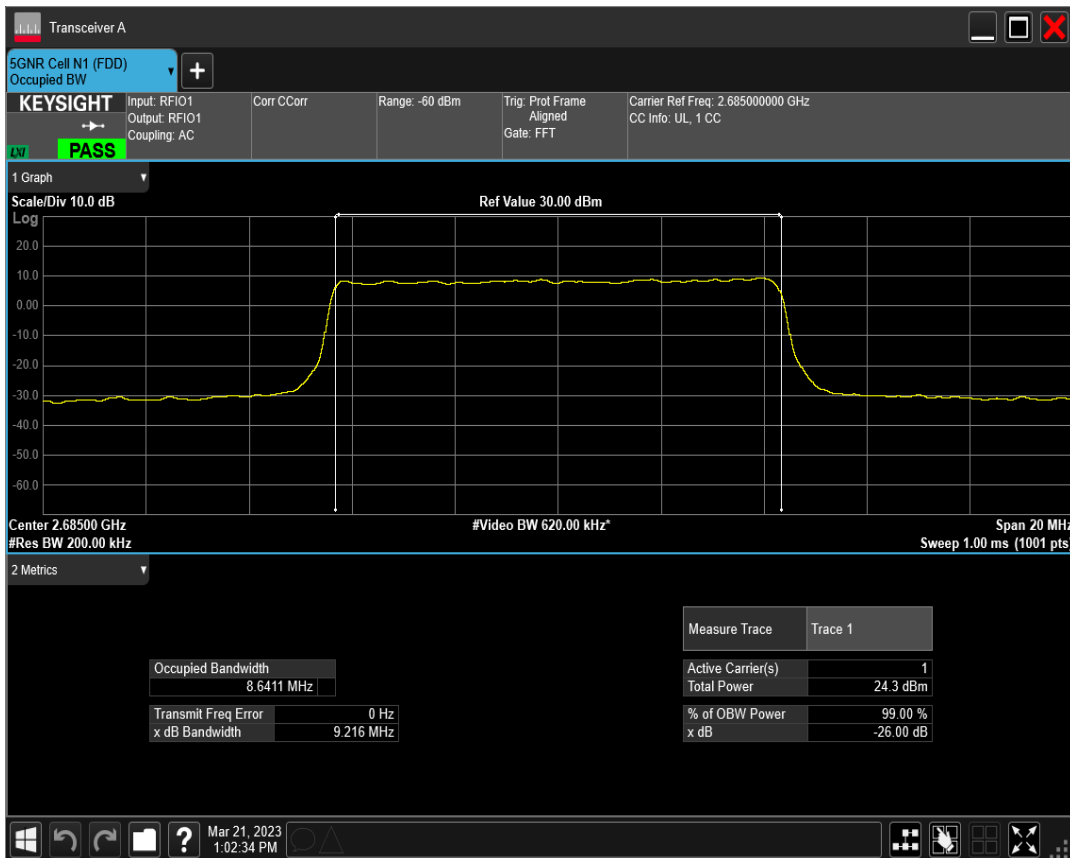 Transceiver A
5GNR Cell N1 (FDD)
Occupied BW
+
KEYSIGHT
LXI
PASS
Input: RFIO1
Output: RFIO1
Coupling: AC
Corr CCorr
Range: -60 dBm
Trig: Prot Frame
Aligned
Gate: FFT
Carrier Ref Freq: 2.685000000 GHz
CC Info: UL, 1 CC
1 Graph
Scale/Div 10.0 dB
Ref Value 30.00 dBm
Log
20.0
10.0
0.00
-10.0
-20.0
-30.0
-40.0
-50.0
-60.0
Center 2.68500 GHz
#Video BW 620.00 kHz*
Span 20 MHz
#Res BW 200.00 kHz
Sweep 1.00 ms (1001 pts)
2 Metrics
Measure Trace Trace 1
Occupied Bandwidth
8.6411 MHz
Active Carrier(s) 1
Total Power 24.3 dBm
Transmit Freq Error 0 Hz
x dB Bandwidth 9.216 MHz
% of OBW Power 99.00 %
x dB -26.00 dB
?
Mar 21, 2023
1:02:34 PM